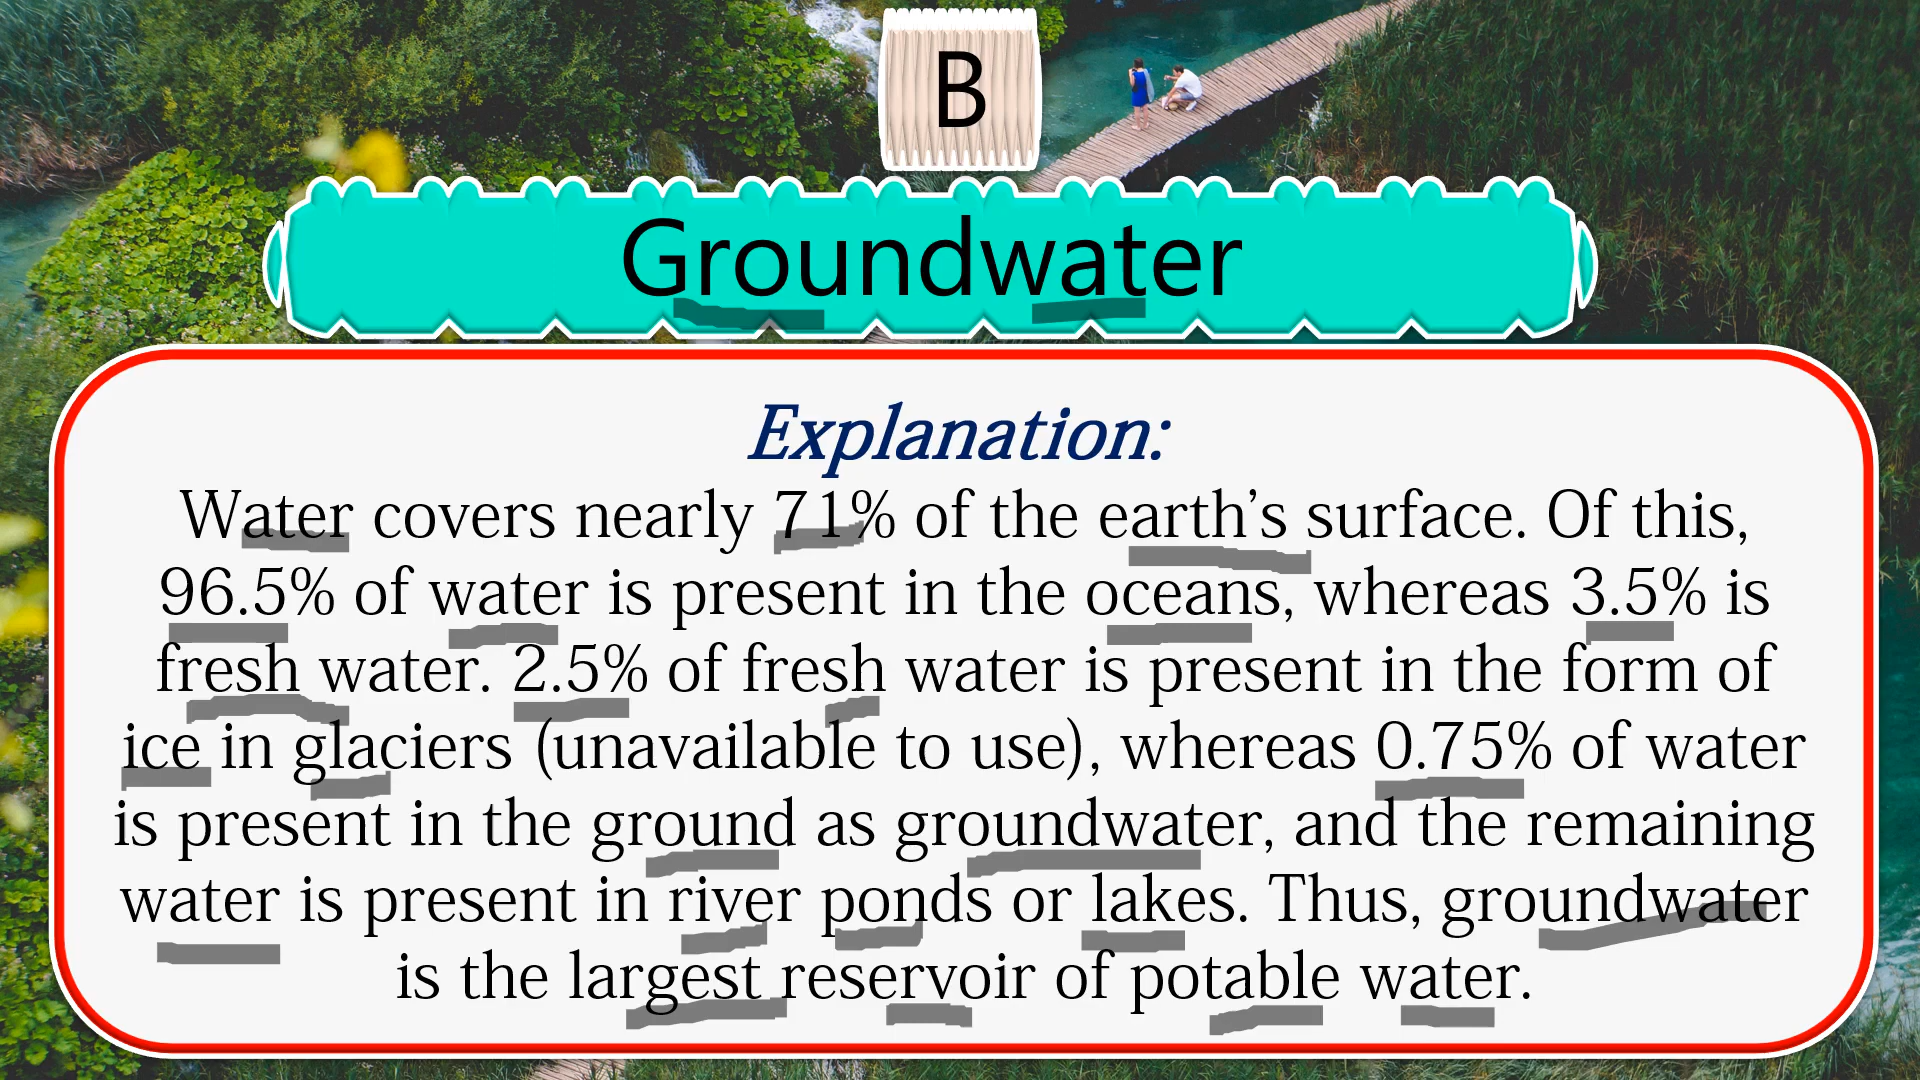 B
Groundwater
Explanation:
Water covers nearly 71% of the earth’s surface. Of this,
96.5% of water is present in the oceans, whereas 3.5% is
fresh water. 2.5% of fresh water is present in the form of
ice in glaciers (unavailable to use), whereas 0.75% of water
is present in the ground as groundwater, and the remaining
water is present in river ponds or lakes. Thus, groundwater
is the largest reservoir of potable water.